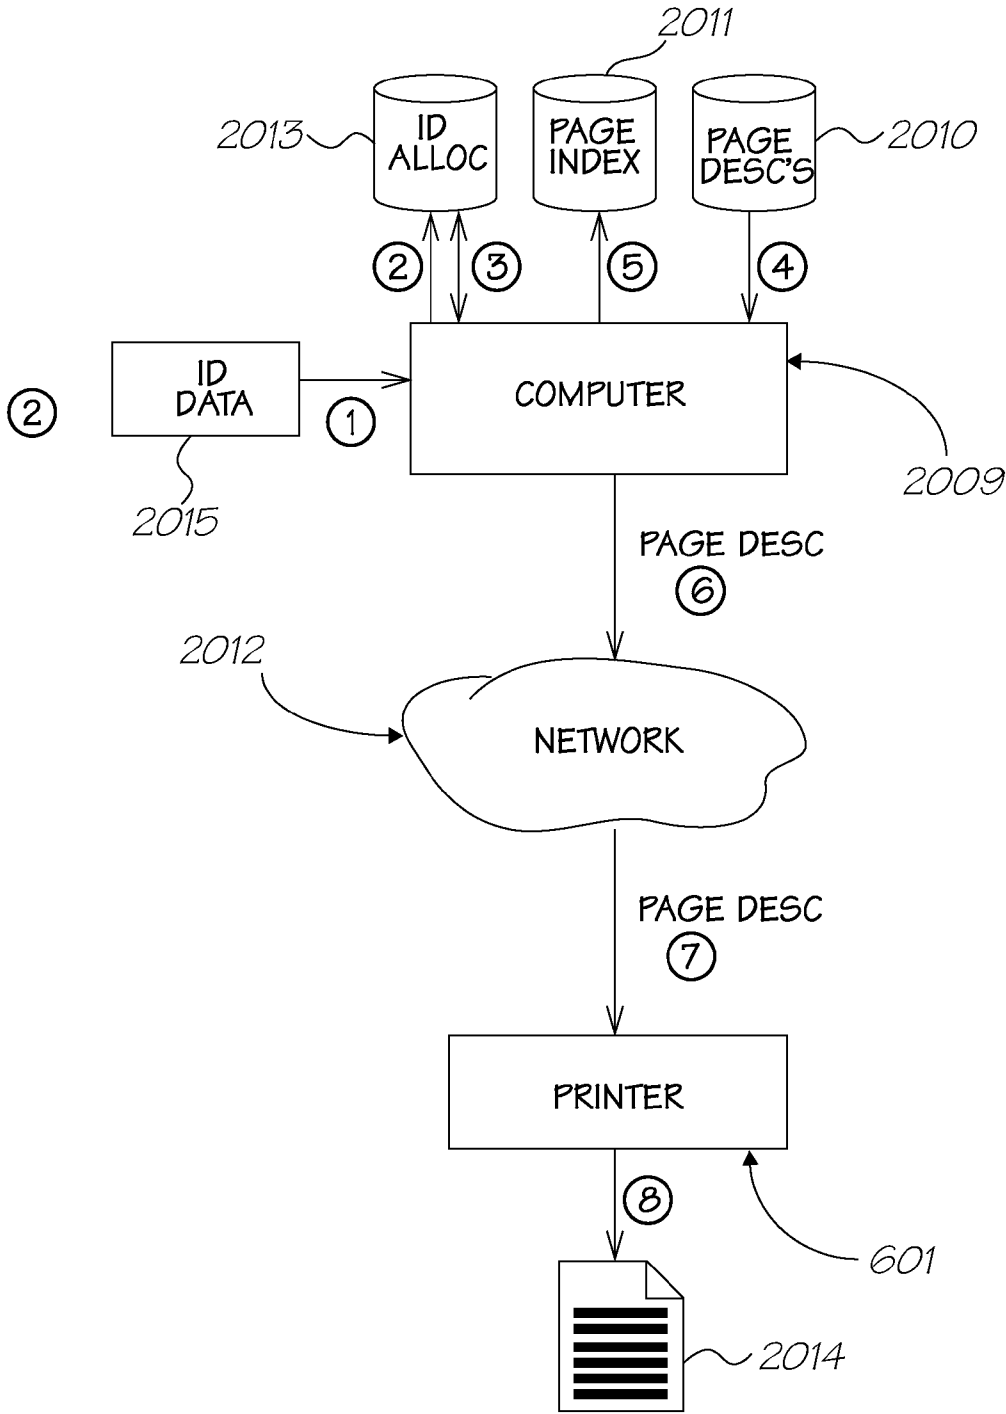 2011
2013
ID
ALLOC
PAGE
INDEX
PAGE
DESC'S
2010
2
3
5
4
ID
DATA
COMPUTER
2
1
2009
2015
PAGE DESC
6
2012
NETWORK
PAGE DESC
7
PRINTER
8
601
2014